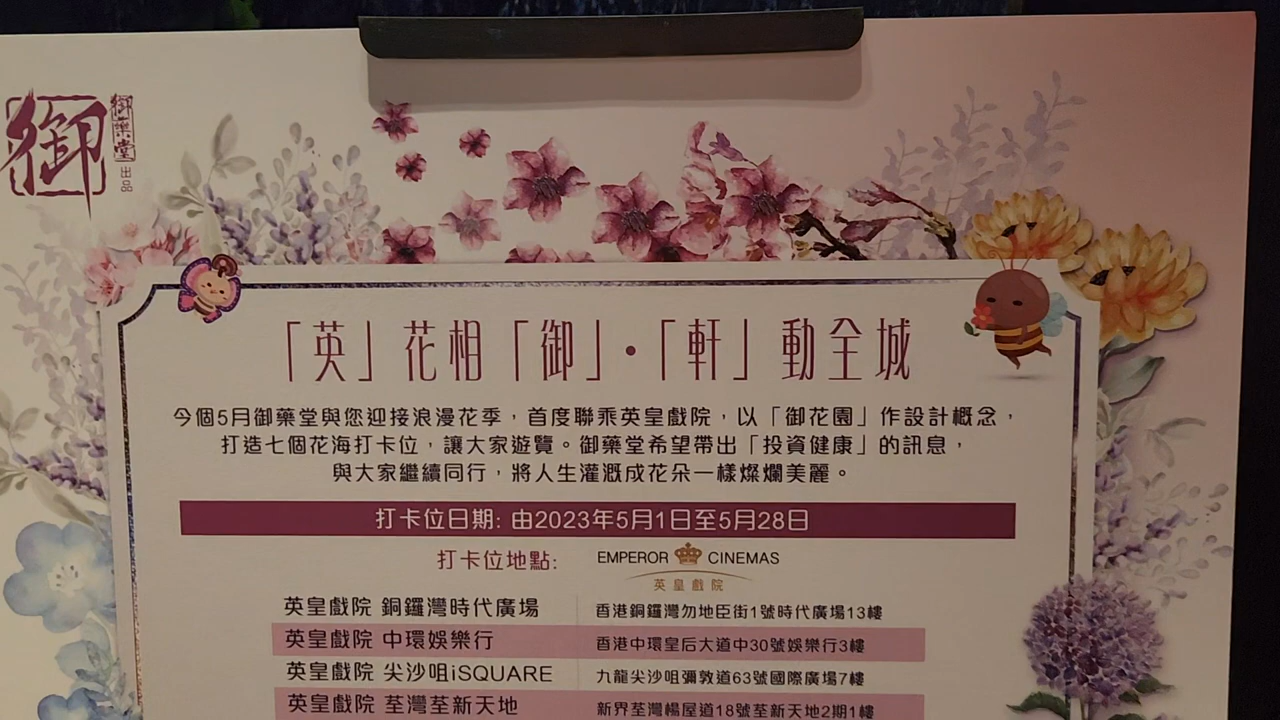 御
御藥堂
出品
「英」花相「御」•「軒」動全城
今個5月御藥堂與您迎接浪漫花季，首度聯乘英皇戲院，以「御花園」作設計概念，
打造七個花海打卡位，讓大家遊覽。御藥堂希望帶出「投資健康」的訊息，
與大家繼續同行，將人生灌溉成花朵一樣燦爛美麗。
打卡位日期: 由2023年5月1日至5月28日
打卡位地點:
EMPEROR CINEMAS
英皇戲院
英皇戲院 銅鑼灣時代廣場 香港銅鑼灣勿地臣街1號時代廣場13樓
英皇戲院 中環娛樂行 香港中環皇后大道中30號娛樂行3樓
英皇戲院 尖沙咀iSQUARE 九龍尖沙咀彌敦道63號國際廣場7樓
英皇戲院 荃灣荃新天地 新界荃灣楊屋道18號荃新天地2期1樓